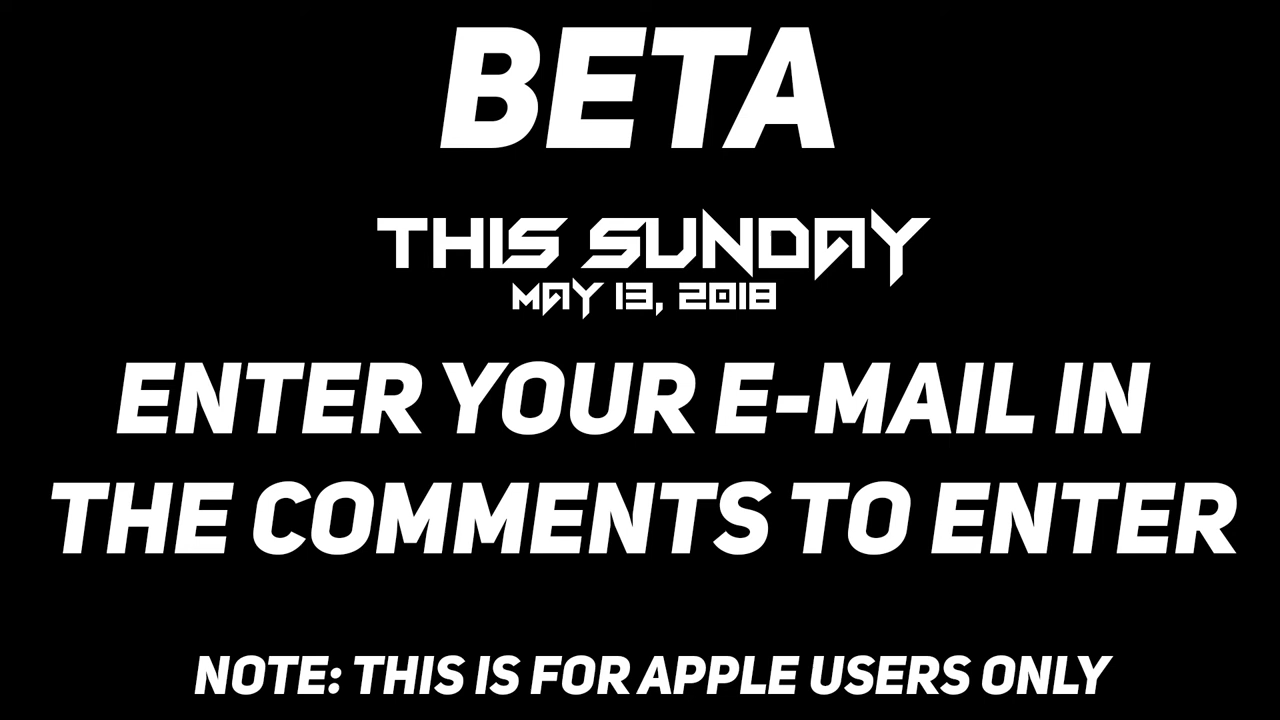 BETA
THIS SUNDAY
MAY 13, 2018
ENTER YOUR E-MAIL IN
THE COMMENTS TO ENTER
NOTE: THIS IS FOR APPLE USERS ONLY